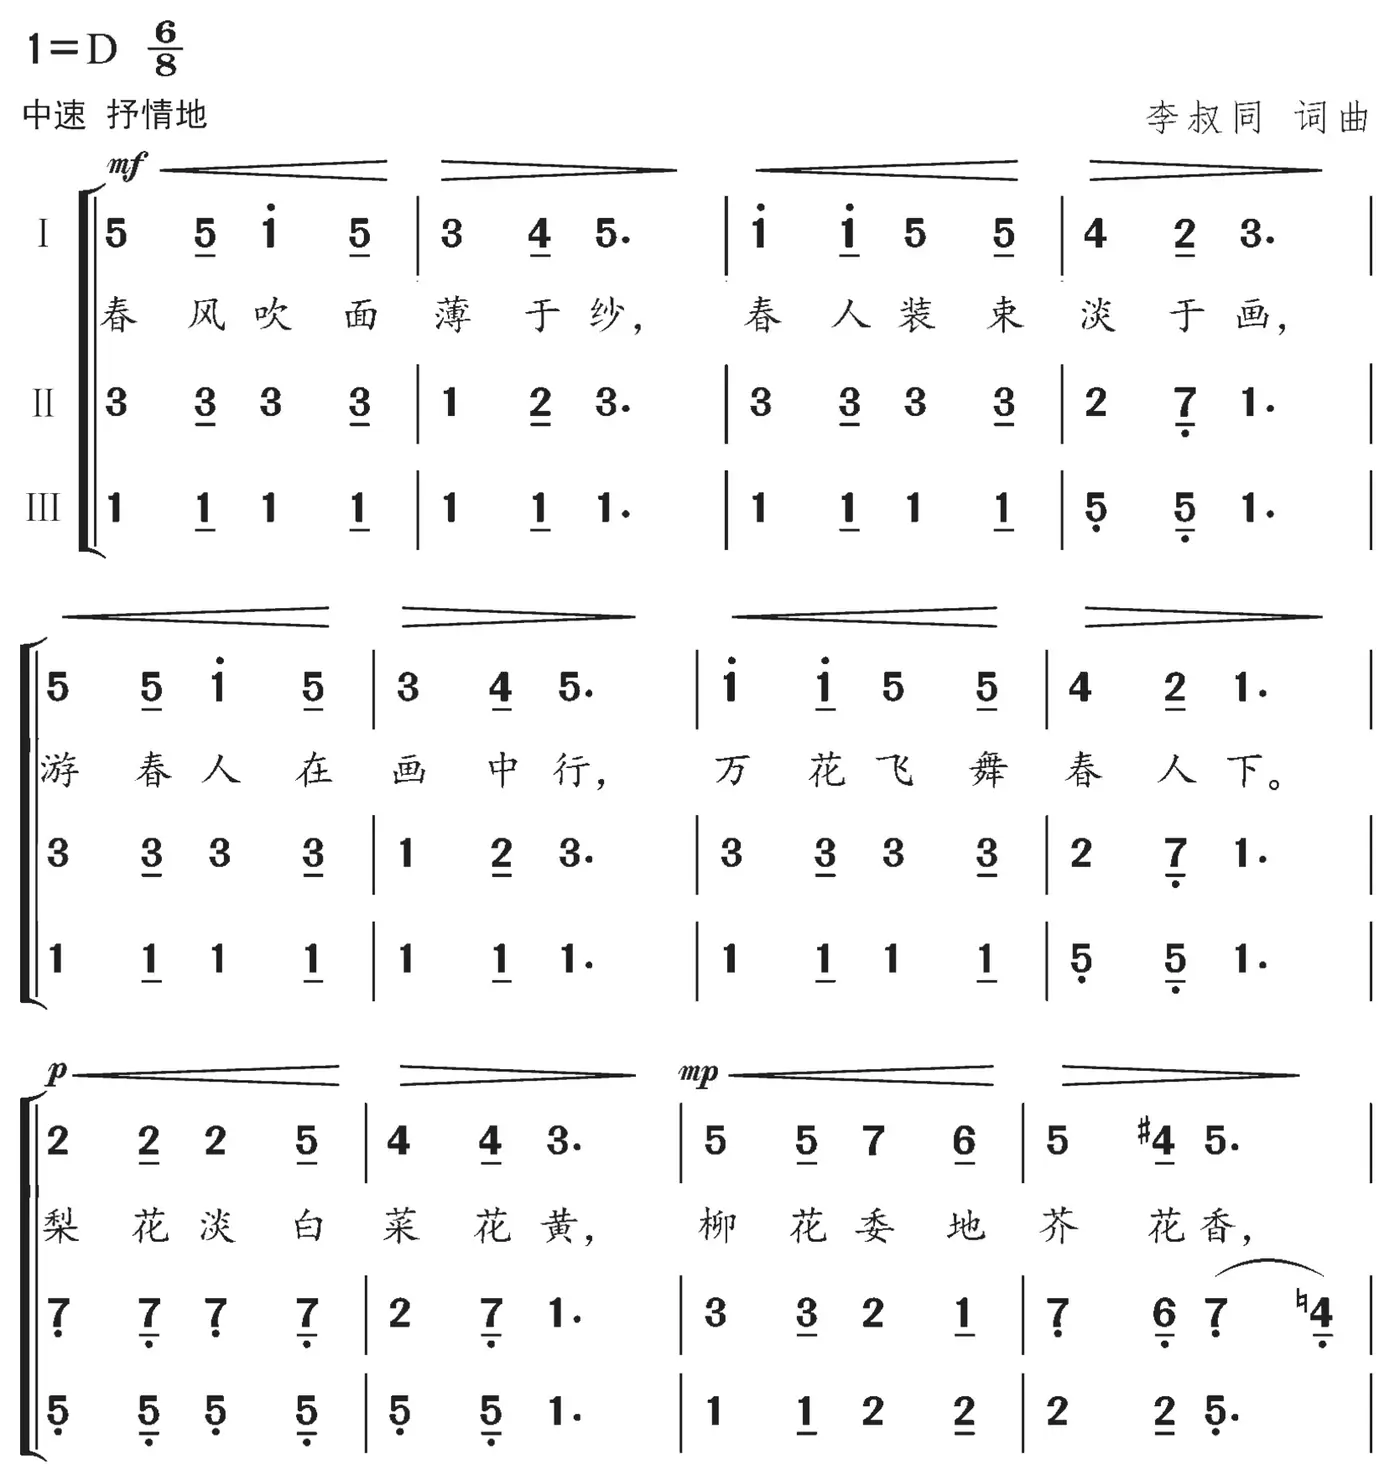 1=D 6/8
中速 抒情地
李叔同 词曲
mf
I 5 5 1̇ 5 | 3 4 5. | 1̇ 1̇ 5 5 | 4 2 3. |
春 风 吹 面 薄 于 纱， 春 人 装 束 淡 于 画，
II 3 3 3 3 | 1 2 3. | 3 3 3 3 | 2 7̣ 1. |
III 1 1 1 1 | 1 1 1. | 1 1 1 1 | 5̣ 5̣ 1. |
5 5 1̇ 5 | 3 4 5. | 1̇ 1̇ 5 5 | 4 2 1. |
游 春 人 在 画 中 行， 万 花 飞 舞 春 人 下。
3 3 3 3 | 1 2 3. | 3 3 3 3 | 2 7̣ 1. |
1 1 1 1 | 1 1 1. | 1 1 1 1 | 5̣ 5̣ 1. |
p mp
2 2 2 5 | 4 4 3. | 5 5 7 6 | 5 #4 5. |
梨 花 淡 白 菜 花 黄， 柳 花 委 地 芥 花 香，
7̣ 7̣ 7̣ 7̣ | 2 7̣ 1. | 3 3 2 1 | 7̣ 6̣ 7̣ ♮4̣ |
5̣ 5̣ 5̣ 5̣ | 5̣ 5̣ 1. | 1 1 2 2 | 2 2 5̣. |